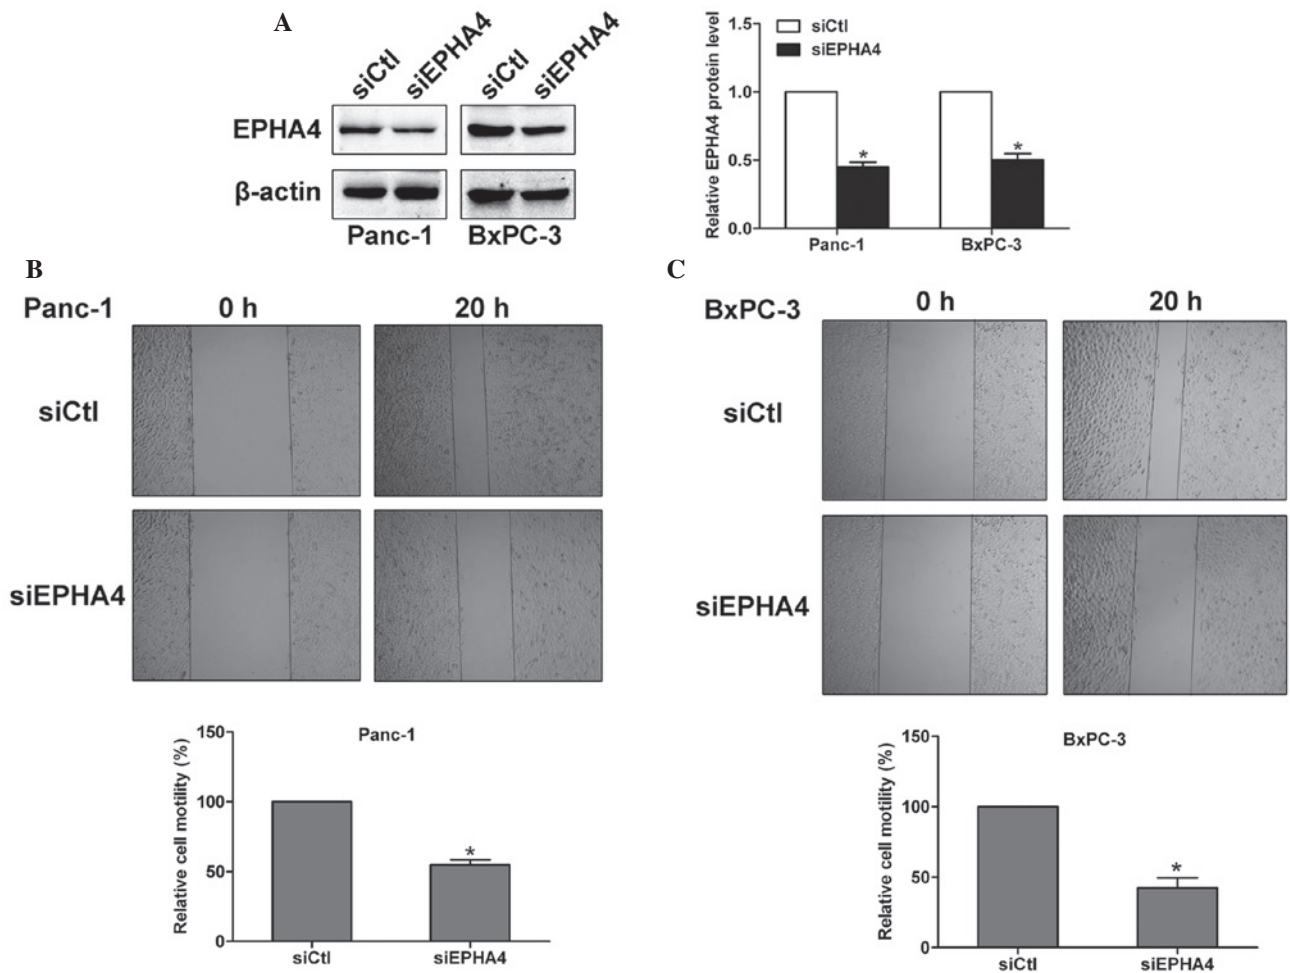 A
siCtl siEPHA4 siCtl siEPHA4
EPHA4
β-actin
Panc-1 BxPC-3
Relative EPHA4 protein level
1.5
1.0
0.5
0.0
siCtl
siEPHA4
* *
Panc-1 BxPC-3
B
Panc-1 0 h 20 h
siCtl
siEPHA4
Panc-1
Relative cell motility (%)
150
100
50
0
*
siCtl siEPHA4
C
BxPC-3 0 h 20 h
siCtl
siEPHA4
BxPC-3
Relative cell motility (%)
150
100
50
0
*
siCtl siEPHA4